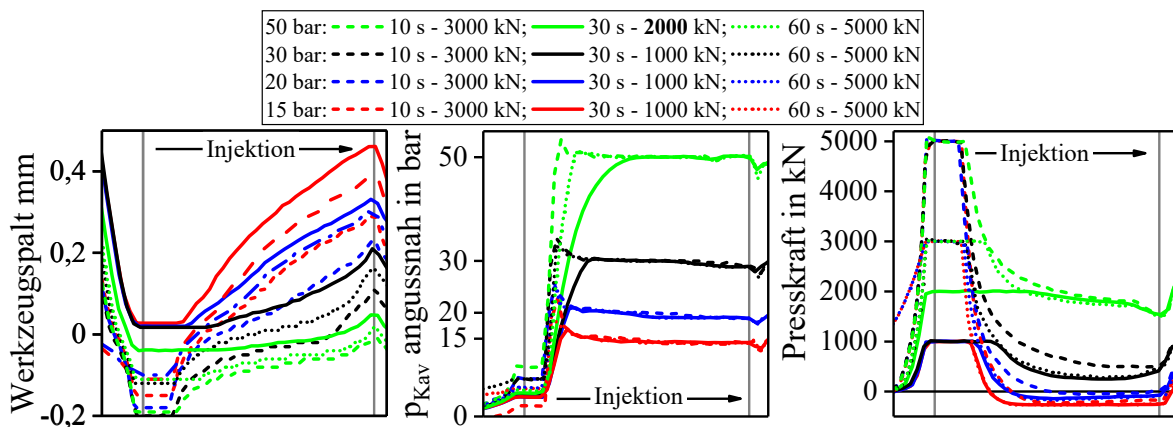 50 bar: 10 s - 3000 kN; 30 s - 2000 kN; 60 s - 5000 kN
30 bar: 10 s - 3000 kN; 30 s - 1000 kN; 60 s - 5000 kN
20 bar: 10 s - 3000 kN; 30 s - 1000 kN; 60 s - 5000 kN
15 bar: 10 s - 3000 kN; 30 s - 1000 kN; 60 s - 5000 kN
Werkzeugspalt mm
0,4
0,2
0
-0,2
Injektion
pKav angussnah in bar
50
30
20
15
0
Injektion
Presskraft in kN
5000
4000
3000
2000
1000
0
Injektion